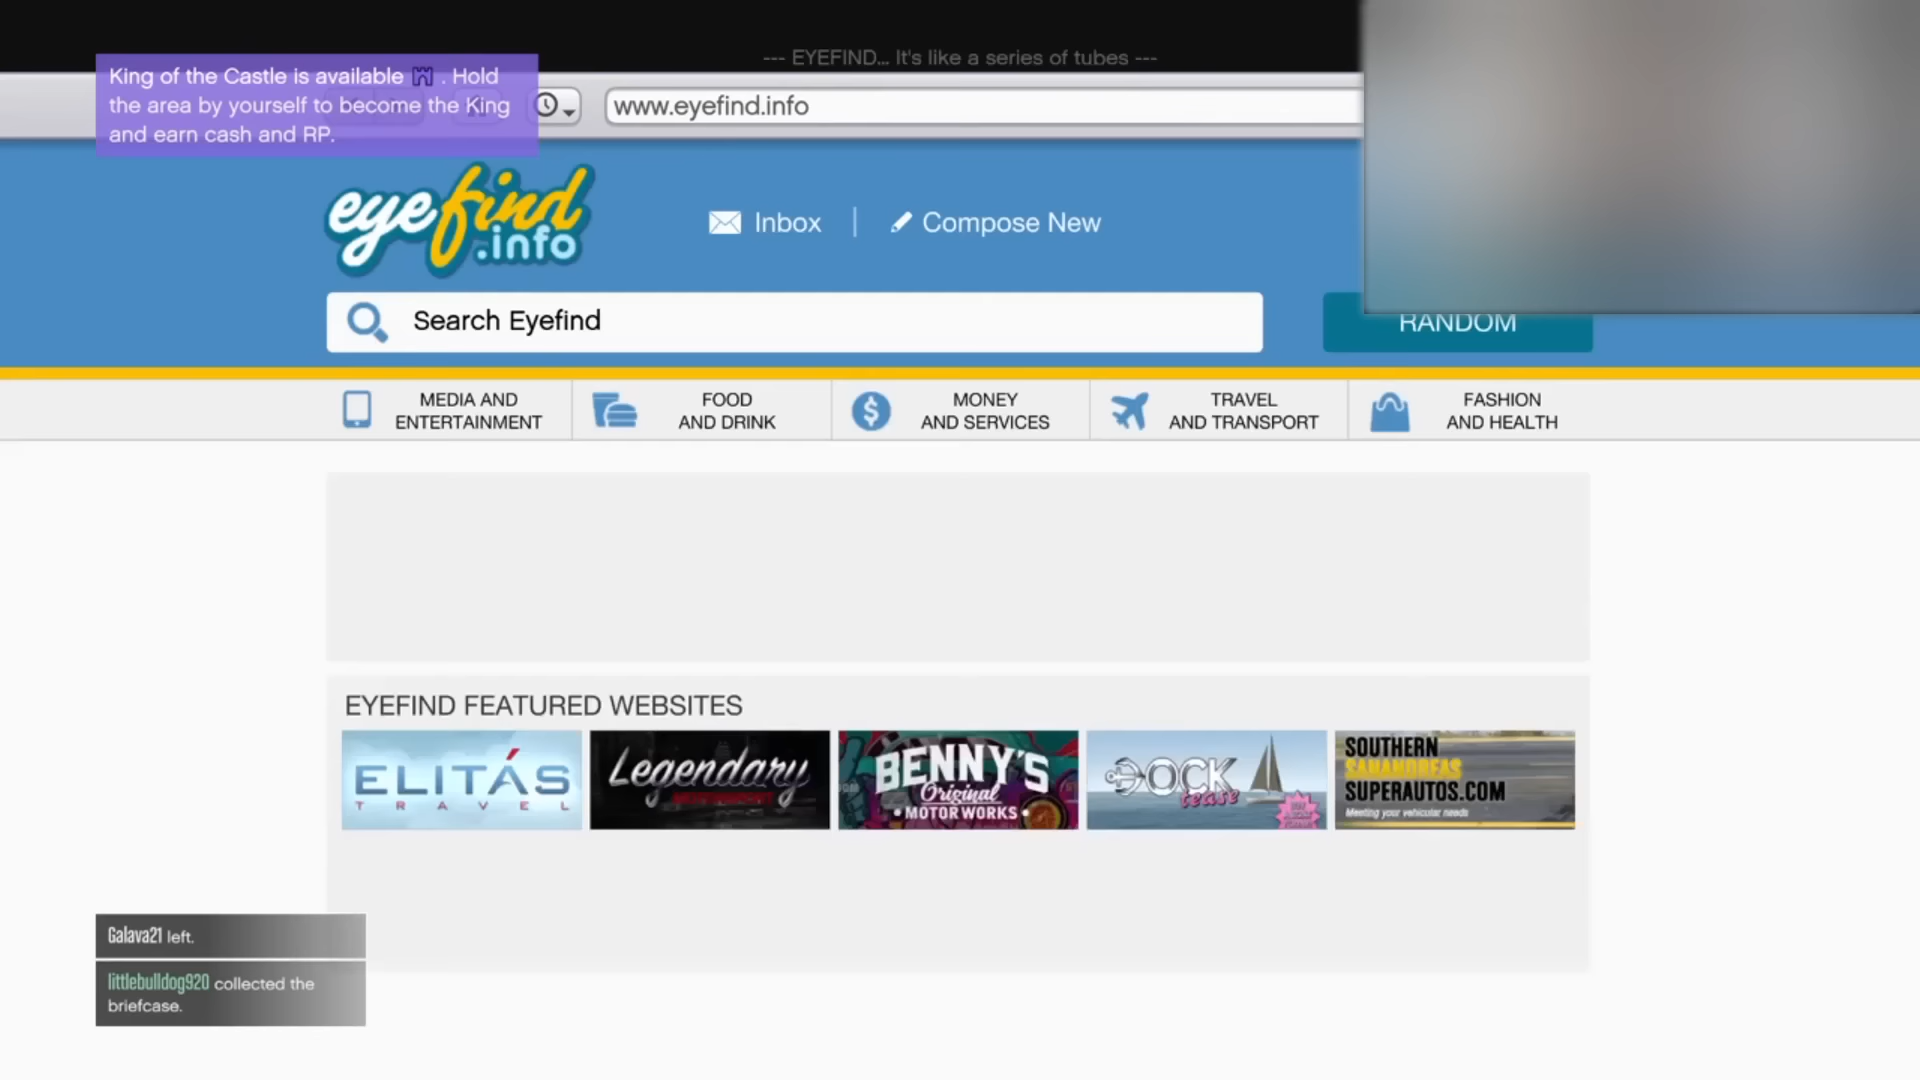 --- EYEFIND... It's like a series of tubes ---
King of the Castle is available . Hold
the area by yourself to become the King
and earn cash and RP.
www.eyefind.info
eyefind
.info
Inbox
Compose New
Search Eyefind
RANDOM
MEDIA AND
ENTERTAINMENT
FOOD
AND DRINK
MONEY
AND SERVICES
TRAVEL
AND TRANSPORT
FASHION
AND HEALTH
EYEFIND FEATURED WEBSITES
ELITÁS
TRAVEL
Legendary
MOTORSPORT
BENNY'S
Original
• MOTOR WORKS •
DOCK
tease
SOUTHERN
SANANDREAS
SUPERAUTOS.COM
Meeting your vehicular needs
Galava21 left.
littlebulldog920 collected the
briefcase.